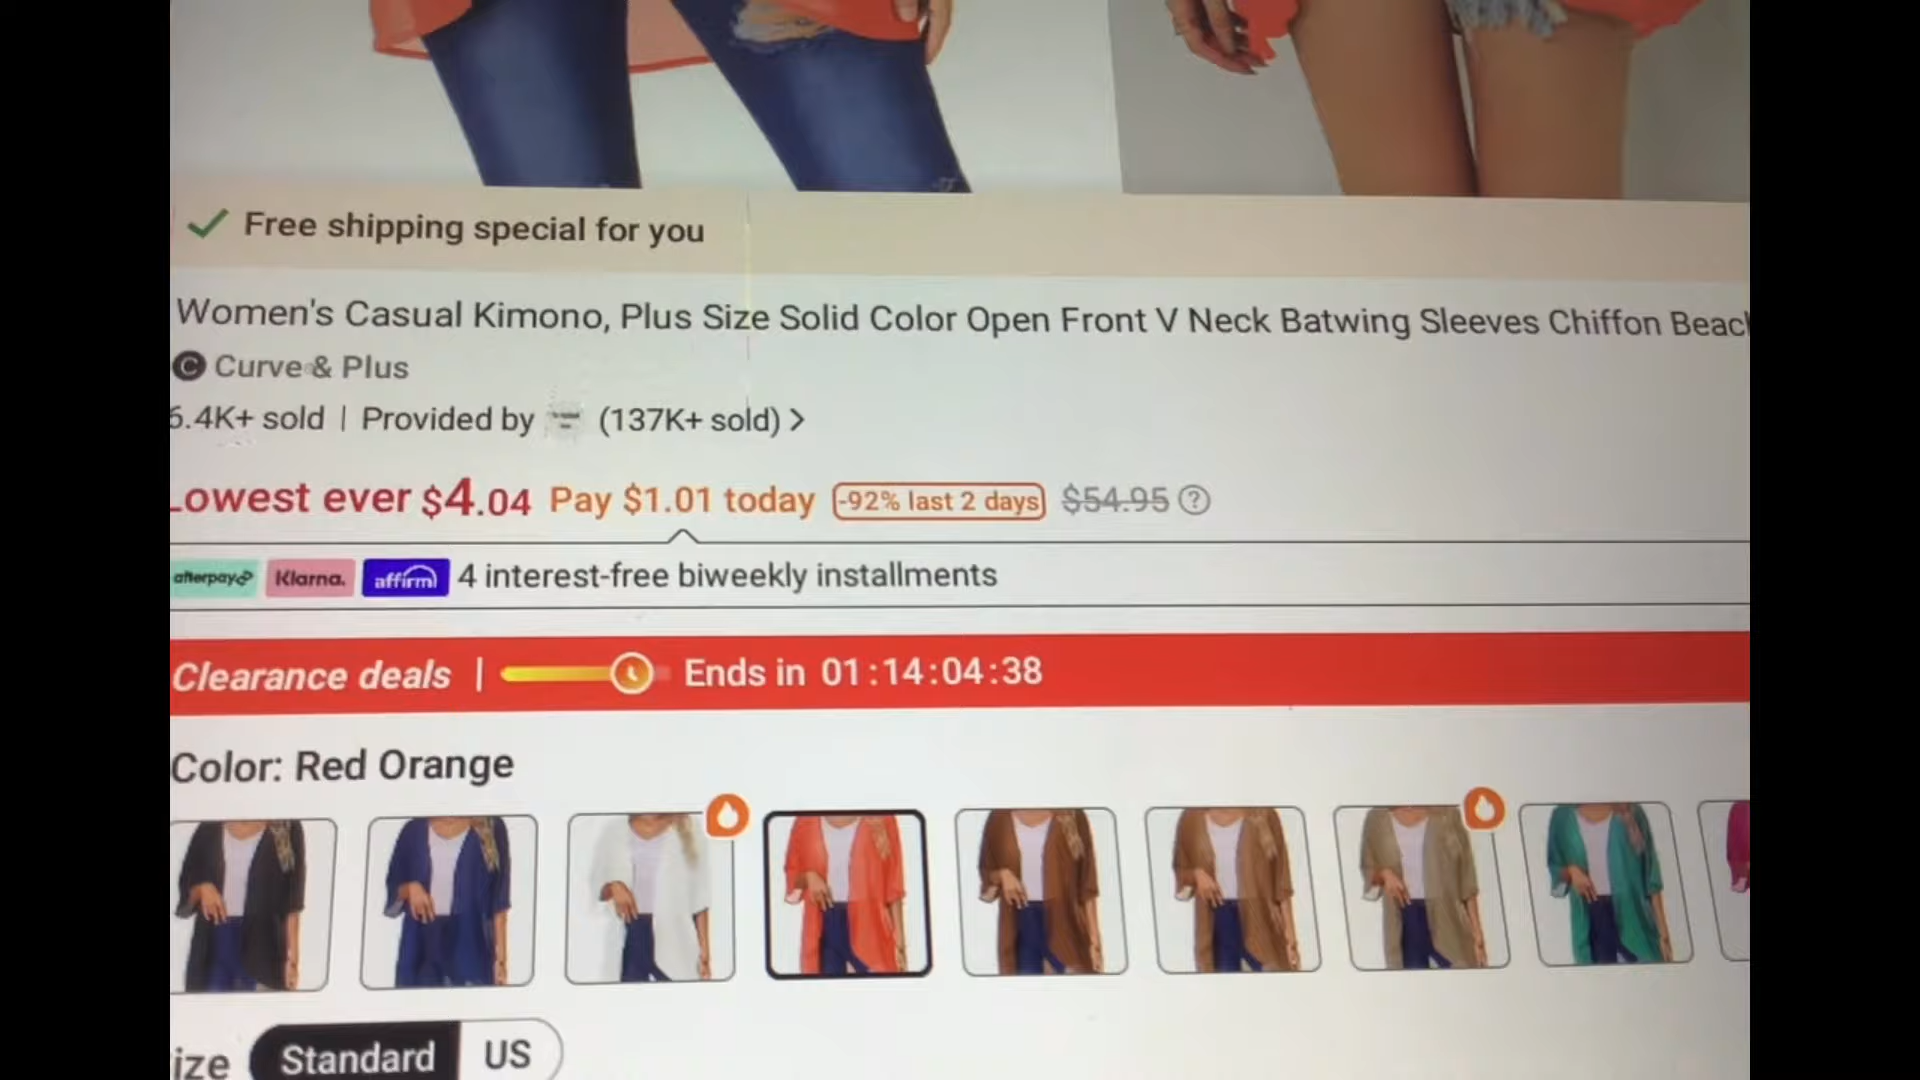 Free shipping special for you
Women's Casual Kimono, Plus Size Solid Color Open Front V Neck Batwing Sleeves Chiffon Beach
C Curve & Plus
6.4K+ sold | Provided by (137K+ sold) >
Lowest ever $4.04 Pay $1.01 today -92% last 2 days $54.95 ?
afterpay Klarna. affirm 4 interest-free biweekly installments
Clearance deals | Ends in 01:14:04:38
Color: Red Orange
ize Standard US